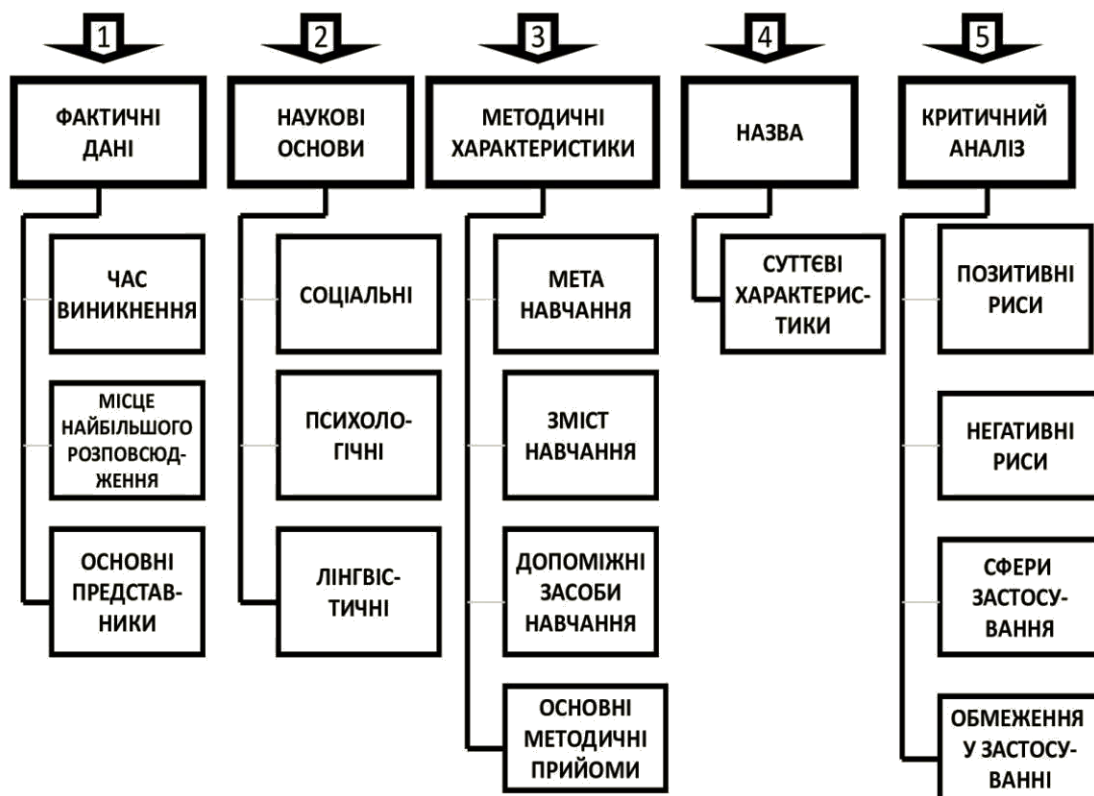 1
ФАКТИЧНІ
ДАНІ
ЧАС
ВИНИКНЕННЯ
МІСЦЕ
НАЙБІЛЬШОГО
РОЗПОВСЮД-
ЖЕННЯ
ОСНОВНІ
ПРЕДСТАВ-
НИКИ
2
НАУКОВІ
ОСНОВИ
СОЦІАЛЬНІ
ПСИХОЛО-
ГІЧНІ
ЛІНГВІС-
ТИЧНІ
3
МЕТОДИЧНІ
ХАРАКТЕРИСТИКИ
МЕТА
НАВЧАННЯ
ЗМІСТ
НАВЧАННЯ
ДОПОМІЖНІ
ЗАСОБИ
НАВЧАННЯ
ОСНОВНІ
МЕТОДИЧНІ
ПРИЙОМИ
4
НАЗВА
СУТТЄВІ
ХАРАКТЕРИС-
ТИКИ
5
КРИТИЧНИЙ
АНАЛІЗ
ПОЗИТИВНІ
РИСИ
НЕГАТИВНІ
РИСИ
СФЕРИ
ЗАСТОСУ-
ВАННЯ
ОБМЕЖЕННЯ
У ЗАСТОСУ-
ВАННІ